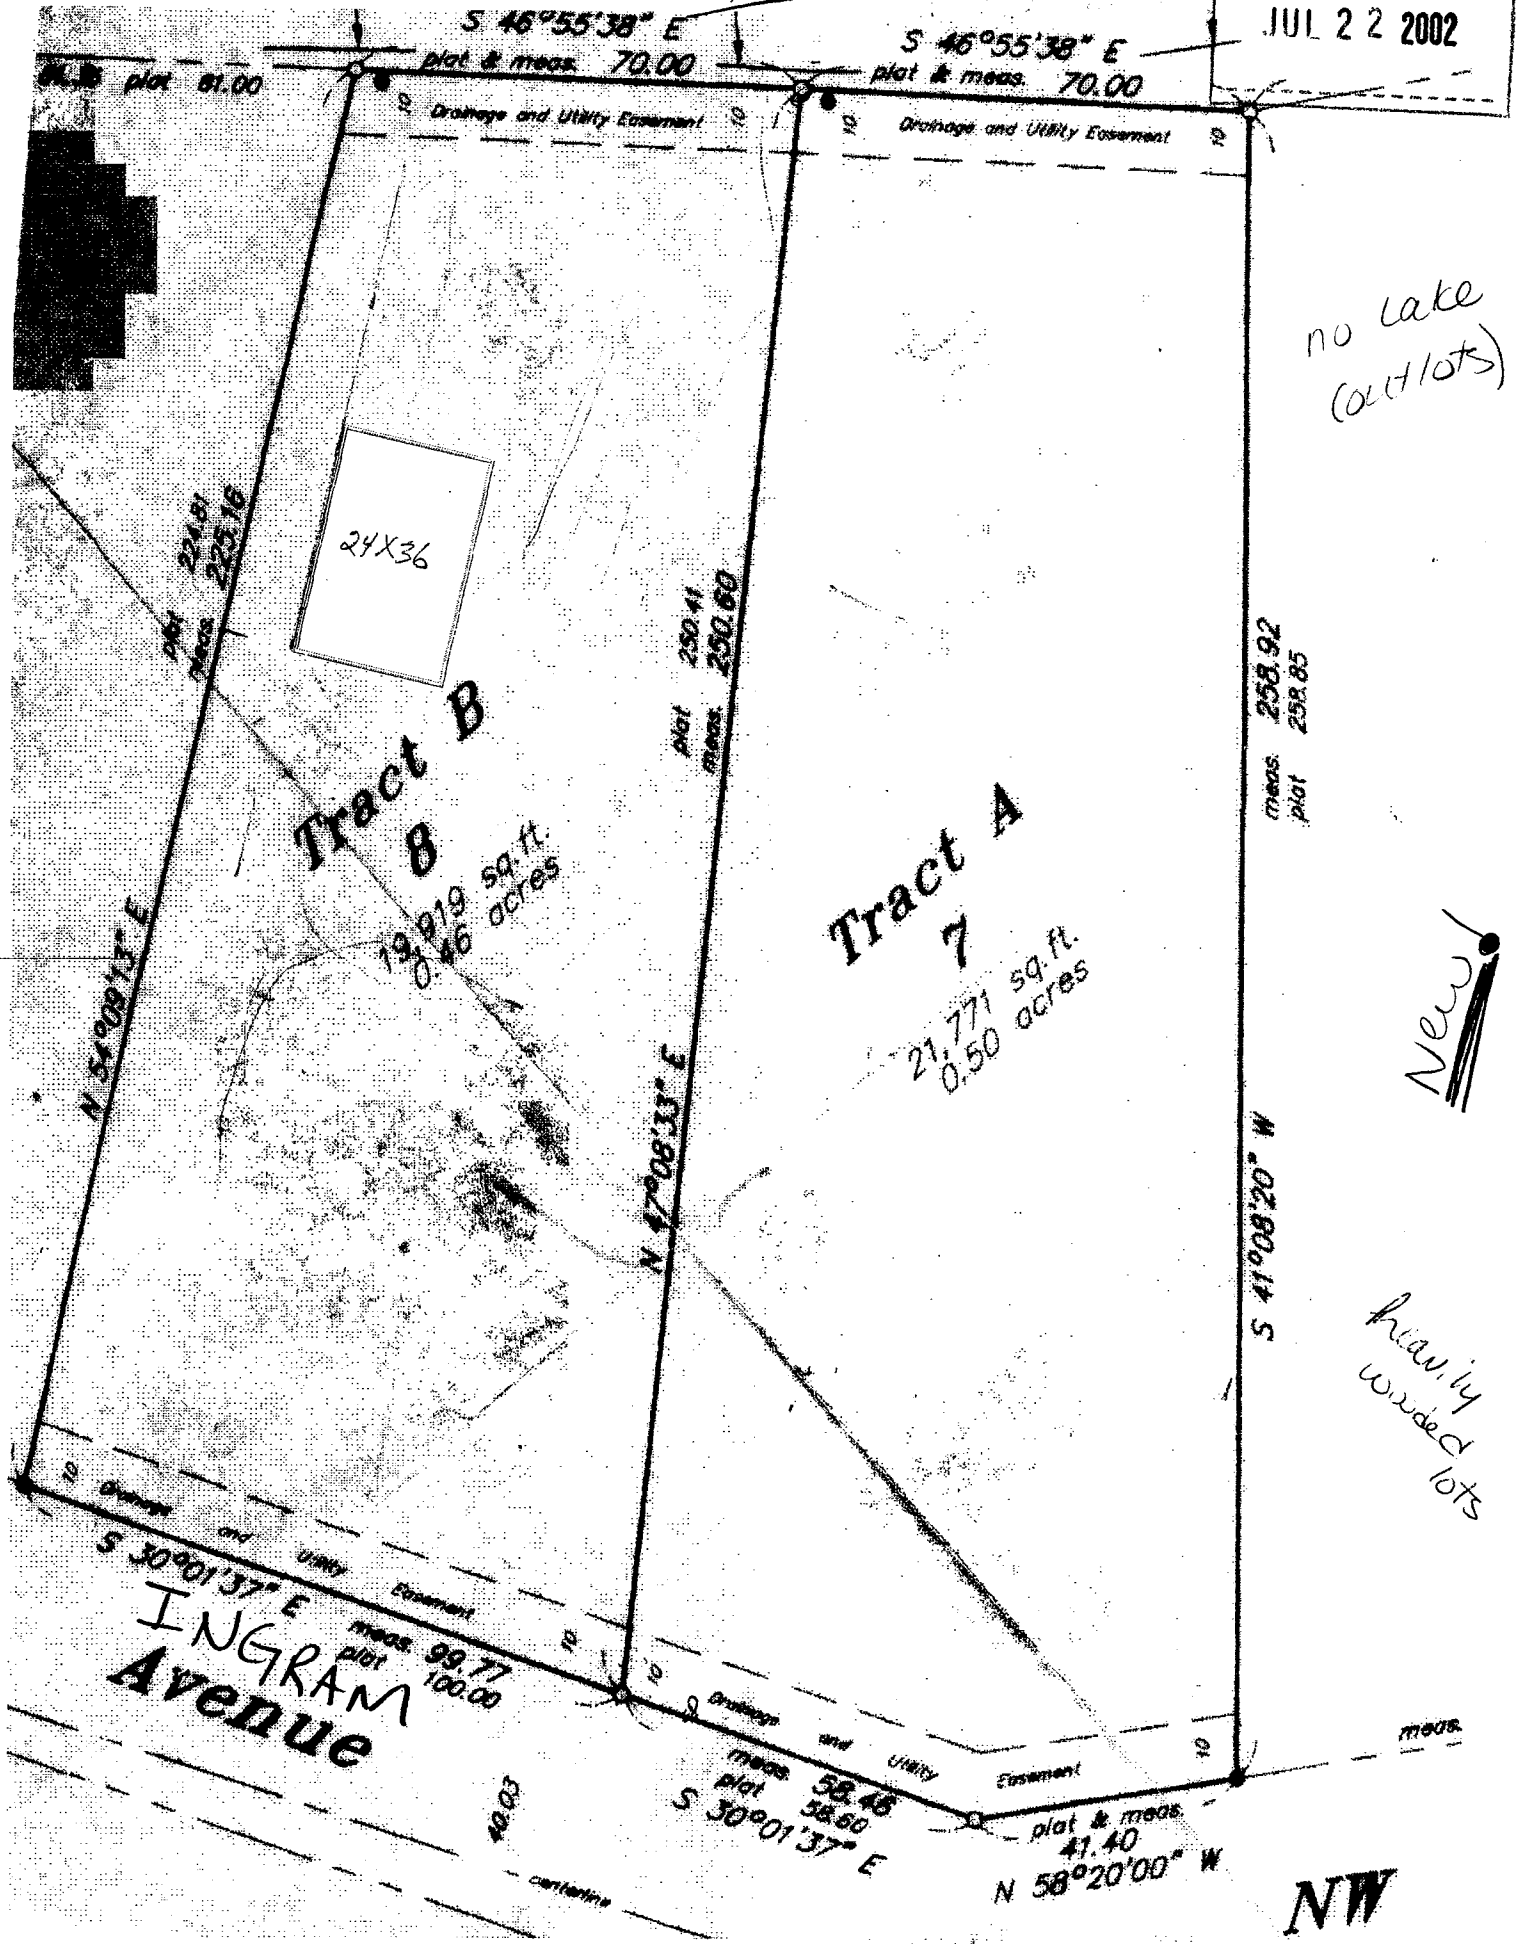 JUL 22 2002
S 46°55'38" E
plat & meas. 70.00
S 46°55'38" E
plat & meas. 70.00
plat 81.00
10
Drainage and Utility Easement
10
10
Drainage and Utility Easement
10
no Lake
(outlots)
24X36
plat 224.81
meas. 225.16
plat 250.41
meas. 250.60
meas. 258.92
plat 258.85
Tract B
8
19,919 sq.ft.
0.46 acres
Tract A
7
21,771 sq.ft.
0.50 acres
New
N 54°09'13" E
N 47°08'33" E
S 41°08'20" W
heavily
wooded
lots
10
Drainage and Utility Easement
10
S 30°01'37" E
meas. 99.77
plat 100.00
INGRAM
Avenue
10
Drainage and Utility Easement
10
meas. 58.46
plat 58.60
S 30°01'37" E
plat & meas.
41.40
N 58°20'00" W
meas.
40.03
centerline
NW